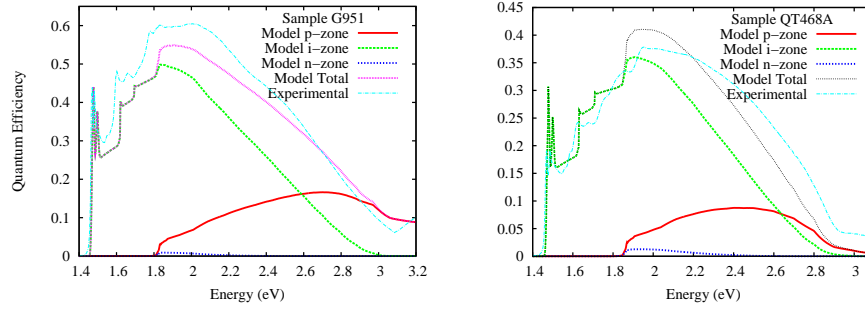 Sample G951
Model p−zone
Model i−zone
Model n−zone
Model Total
Experimental
Quantum Efficiency
0.6
0.5
0.4
0.3
0.2
0.1
0
1.4 1.6 1.8 2 2.2 2.4 2.6 2.8 3 3.2
Energy (eV)
Sample QT468A
Model p−zone
Model i−zone
Model n−zone
Model Total
Experimental
0.45
0.4
0.35
0.3
0.25
0.2
0.15
0.1
0.05
0
1.4 1.6 1.8 2 2.2 2.4 2.6 2.8 3
Energy (eV)